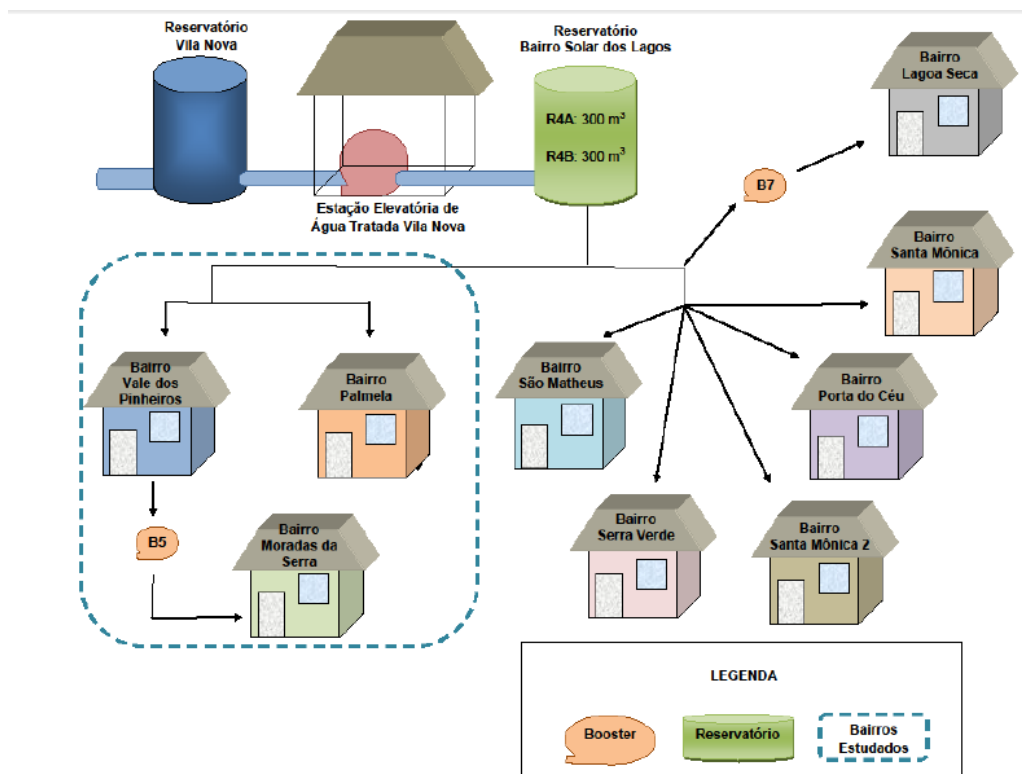 Reservatório
Vila Nova
Reservatório
Bairro Solar dos Lagos
R4A: 300 m³
R4B: 300 m³
Estação Elevatória de
Água Tratada Vila Nova
Bairro
Lagoa Seca
B7
Bairro
Santa Mônica
Bairro
Vale dos
Pinheiros
Bairro
Palmela
Bairro
São Matheus
Bairro
Porta do Céu
B5
Bairro
Moradas da
Serra
Bairro
Serra Verde
Bairro
Santa Mônica 2
LEGENDA
Booster
Reservatório
Bairros
Estudados